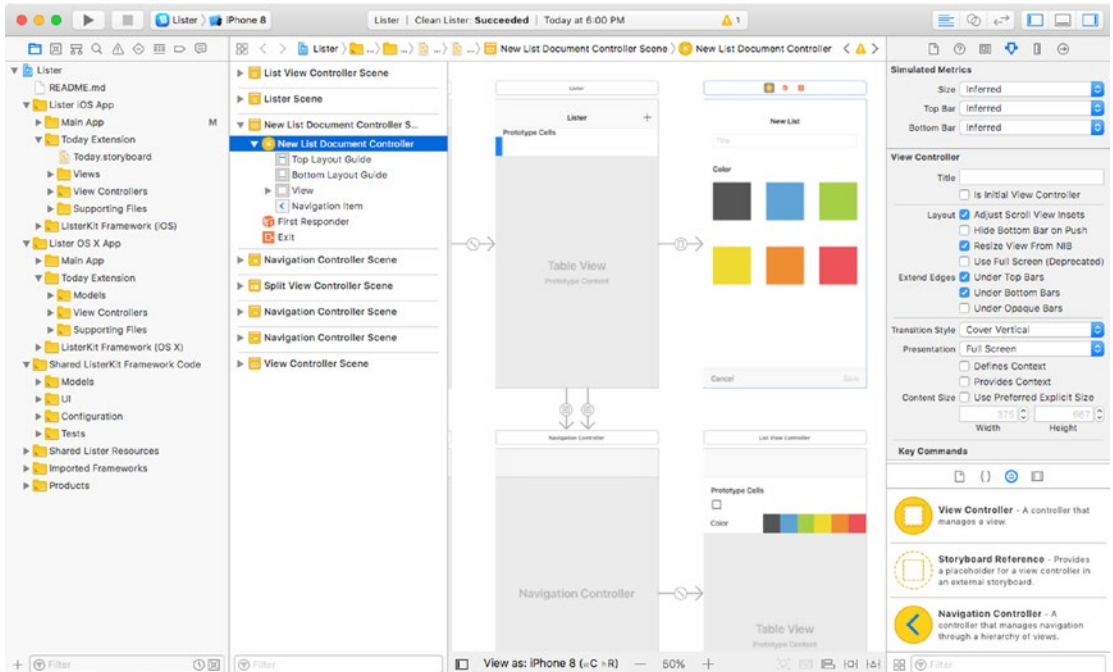 Lister iPhone 8
Lister | Clean Lister: Succeeded | Today at 6:00 PM
1
Lister
New List Document Controller Scene
New List Document Controller
Lister
README.md
Lister iOS App
Main App M
Today Extension
Today.storyboard
Views
View Controllers
Supporting Files
ListerKit Framework (iOS)
Lister OS X App
Main App
Today Extension
Models
View Controllers
Supporting Files
ListerKit Framework (OS X)
Shared ListerKit Framework Code
Models
UI
Configuration
Tests
Shared Lister Resources
Imported Frameworks
Products
Filter
List View Controller Scene
Lister Scene
New List Document Controller S...
New List Document Controller
Top Layout Guide
Bottom Layout Guide
View
Navigation Item
First Responder
Exit
Navigation Controller Scene
Split View Controller Scene
Navigation Controller Scene
Navigation Controller Scene
View Controller Scene
Filter
Lister
Lister
Prototype Cells
Table View
Prototype Content
New List
Title
Color
Cancel Save
Navigation Controller
Navigation Controller
List View Controller
Prototype Cells
Color
Table View
Prototype Content
View as: iPhone 8 (wC hR) — 50% +
Simulated Metrics
Size Inferred
Top Bar Inferred
Bottom Bar Inferred
View Controller
Title
Is Initial View Controller
Layout Adjust Scroll View Insets
Hide Bottom Bar on Push
Resize View From NIB
Use Full Screen (Deprecated)
Extend Edges Under Top Bars
Under Bottom Bars
Under Opaque Bars
Transition Style Cover Vertical
Presentation Full Screen
Defines Context
Provides Context
Content Size Use Preferred Explicit Size
375 667
Width Height
Key Commands
View Controller - A controller that
manages a view.
Storyboard Reference - Provides
a placeholder for a view controller in
an external storyboard.
Navigation Controller - A
controller that manages navigation
through a hierarchy of views.
Filter